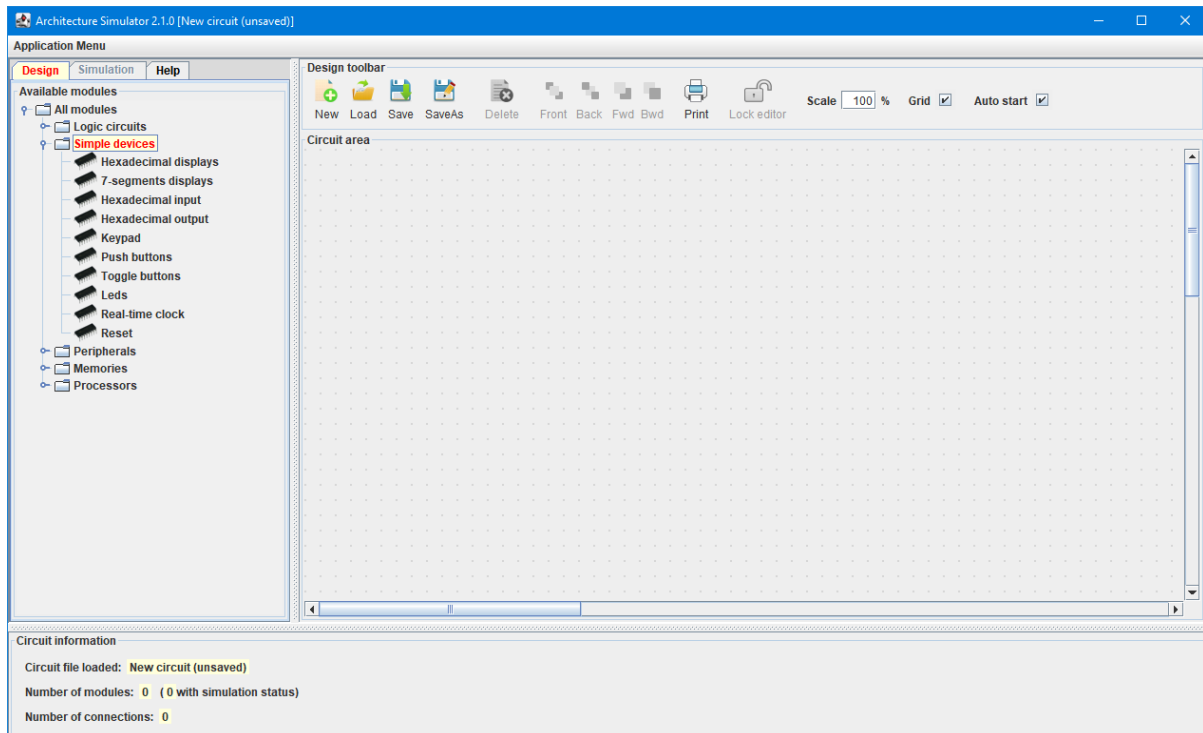 Architecture Simulator 2.1.0 [New circuit (unsaved)]
Application Menu
Design Simulation Help
Available modules
All modules
Logic circuits
Simple devices
Hexadecimal displays
7-segments displays
Hexadecimal input
Hexadecimal output
Keypad
Push buttons
Toggle buttons
Leds
Real-time clock
Reset
Peripherals
Memories
Processors
Design toolbar
New Load Save SaveAs Delete Front Back Fwd Bwd Print Lock editor Scale 100 % Grid Auto start
Circuit area
Circuit information
Circuit file loaded: New circuit (unsaved)
Number of modules: 0 ( 0 with simulation status)
Number of connections: 0